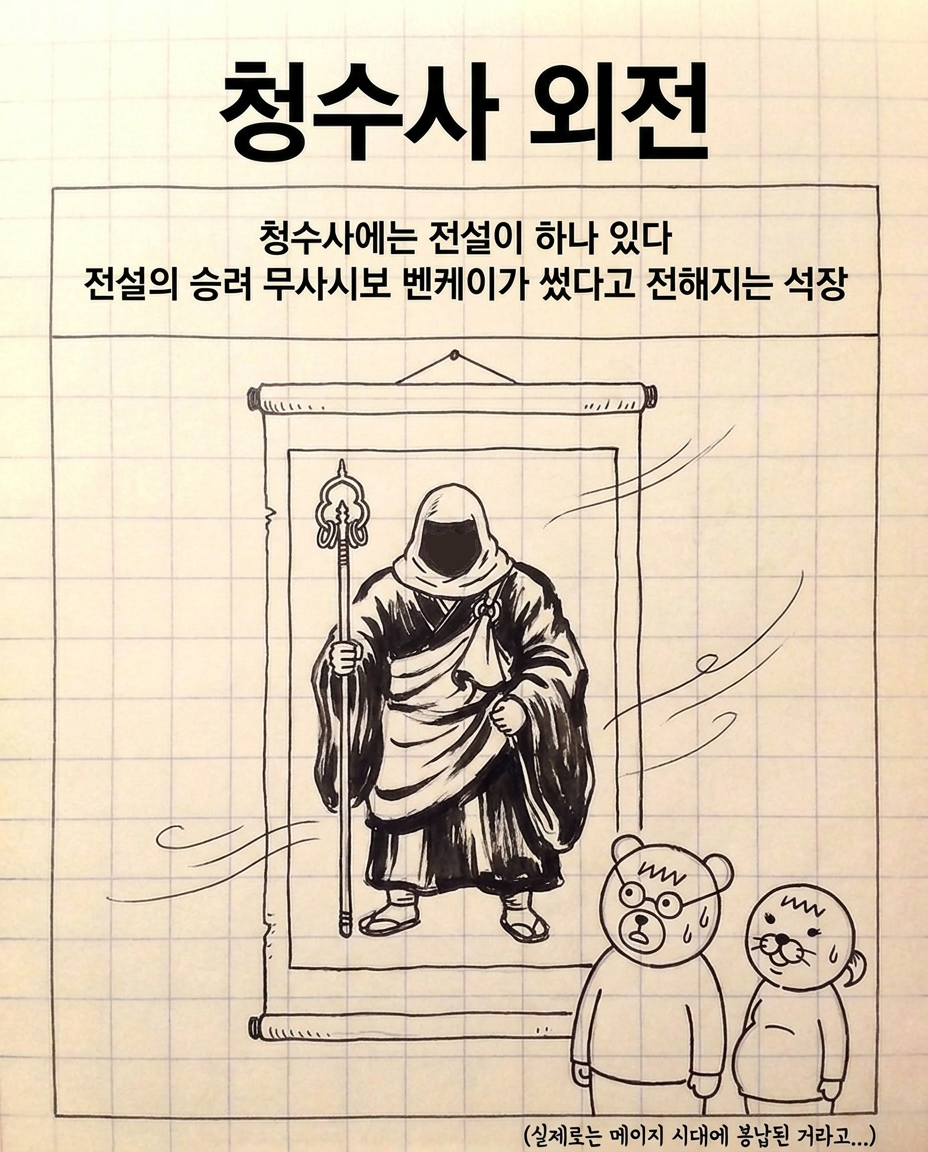 청수사 외전
청수사에는 전설이 하나 있다
전설의 승려 무사시보 벤케이가 썼다고 전해지는 석장
(실제로는 메이지 시대에 봉납된 거라고...)